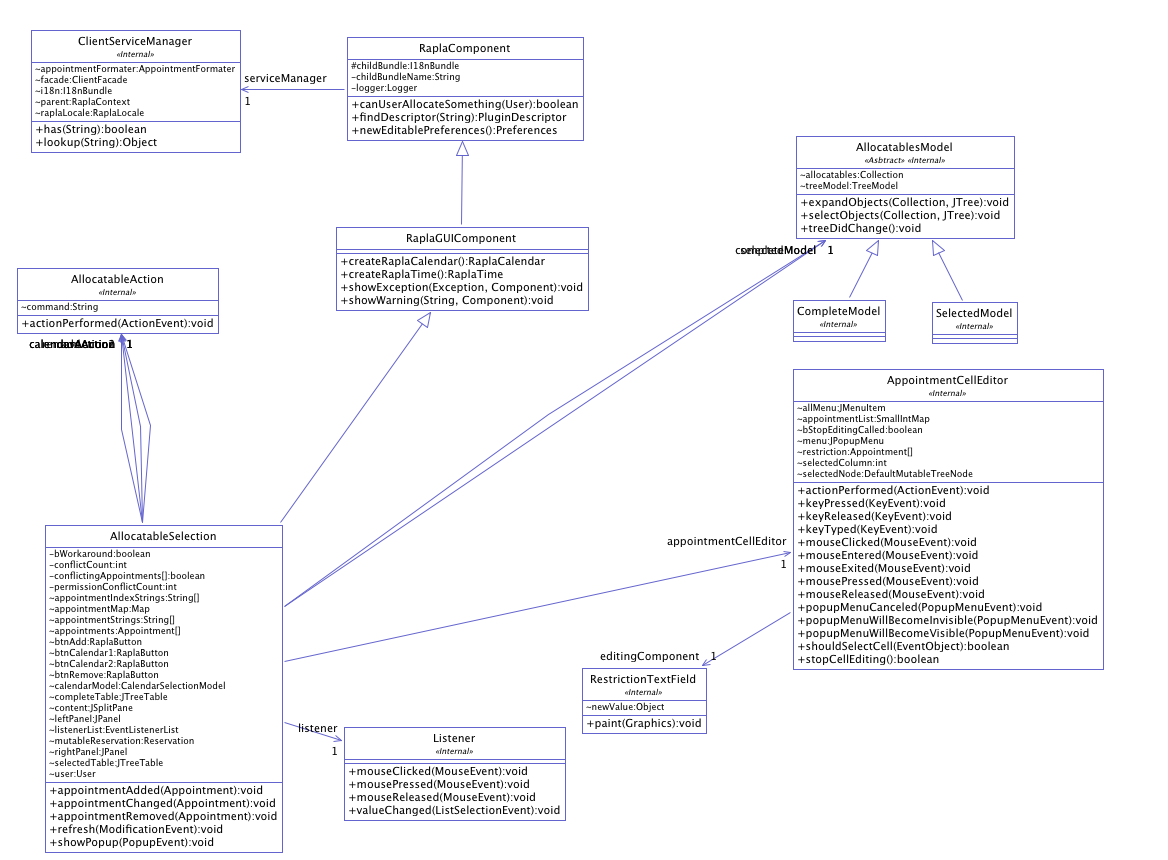 ClientServiceManager
«Internal»
~appointmentFormater:AppointmentFormater
~facade:ClientFacade
~i18n:I18nBundle
~parent:RaplaContext
~raplaLocale:RaplaLocale
+has(String):boolean
+lookup(String):Object
serviceManager
1
RaplaComponent
#childBundle:I18nBundle
-childBundleName:String
-logger:Logger
+canUserAllocateSomething(User):boolean
+findDescriptor(String):PluginDescriptor
+newEditablePreferences():Preferences
AllocatablesModel
«Asbtract» «Internal»
~allocatables:Collection
~treeModel:TreeModel
+expandObjects(Collection, JTree):void
+selectObjects(Collection, JTree):void
+treeDidChange():void
1
RaplaGUIComponent
+createRaplaCalendar():RaplaCalendar
+createRaplaTime():RaplaTime
+showException(Exception, Component):void
+showWarning(String, Component):void
AllocatableAction
«Internal»
~command:String
+actionPerformed(ActionEvent):void
1
CompleteModel
«Internal»
SelectedModel
«Internal»
AppointmentCellEditor
«Internal»
~allMenu:JMenuItem
~appointmentList:SmallIntMap
~bStopEditingCalled:boolean
~menu:JPopupMenu
~restriction:Appointment[]
~selectedColumn:int
~selectedNode:DefaultMutableTreeNode
+actionPerformed(ActionEvent):void
+keyPressed(KeyEvent):void
+keyReleased(KeyEvent):void
+keyTyped(KeyEvent):void
+mouseClicked(MouseEvent):void
+mouseEntered(MouseEvent):void
+mouseExited(MouseEvent):void
+mousePressed(MouseEvent):void
+mouseReleased(MouseEvent):void
+popupMenuCanceled(PopupMenuEvent):void
+popupMenuWillBecomeInvisible(PopupMenuEvent):void
+popupMenuWillBecomeVisible(PopupMenuEvent):void
+shouldSelectCell(EventObject):boolean
+stopCellEditing():boolean
appointmentCellEditor
1
AllocatableSelection
-bWorkaround:boolean
-conflictCount:int
-conflictingAppointments[]:boolean
-permissionConflictCount:int
~appointmentIndexStrings:String[]
~appointmentMap:Map
~appointmentStrings:String[]
~appointments:Appointment[]
~btnAdd:RaplaButton
~btnCalendar1:RaplaButton
~btnCalendar2:RaplaButton
~btnRemove:RaplaButton
~calendarModel:CalendarSelectionModel
~completeTable:JTreeTable
~content:JSplitPane
~leftPanel:JPanel
~listenerList:EventListenerList
~mutableReservation:Reservation
~rightPanel:JPanel
~selectedTable:JTreeTable
~user:User
+appointmentAdded(Appointment):void
+appointmentChanged(Appointment):void
+appointmentRemoved(Appointment):void
+refresh(ModificationEvent):void
+showPopup(PopupEvent):void
editingComponent
1
RestrictionTextField
«Internal»
~newValue:Object
+paint(Graphics):void
listener
1
Listener
«Internal»
+mouseClicked(MouseEvent):void
+mousePressed(MouseEvent):void
+mouseReleased(MouseEvent):void
+valueChanged(ListSelectionEvent):void